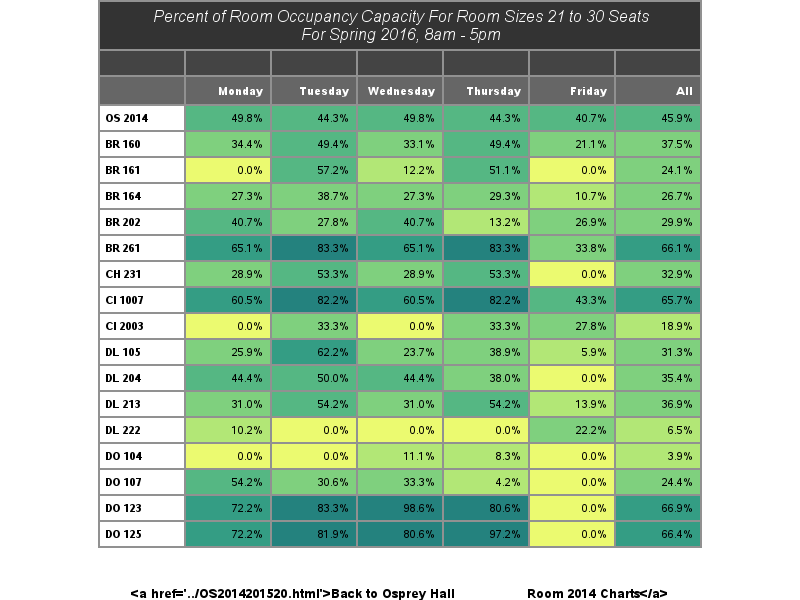 Percent of Room Occupancy Capacity For Room Sizes 21 to 30 Seats
For Spring 2016, 8am - 5pm
Monday Tuesday Wednesday Thursday Friday All
OS 2014 49.8% 44.3% 49.8% 44.3% 40.7% 45.9%
BR 160 34.4% 49.4% 33.1% 49.4% 21.1% 37.5%
BR 161 0.0% 57.2% 12.2% 51.1% 0.0% 24.1%
BR 164 27.3% 38.7% 27.3% 29.3% 10.7% 26.7%
BR 202 40.7% 27.8% 40.7% 13.2% 26.9% 29.9%
BR 261 65.1% 83.3% 65.1% 83.3% 33.8% 66.1%
CH 231 28.9% 53.3% 28.9% 53.3% 0.0% 32.9%
CI 1007 60.5% 82.2% 60.5% 82.2% 43.3% 65.7%
CI 2003 0.0% 33.3% 0.0% 33.3% 27.8% 18.9%
DL 105 25.9% 62.2% 23.7% 38.9% 5.9% 31.3%
DL 204 44.4% 50.0% 44.4% 38.0% 0.0% 35.4%
DL 213 31.0% 54.2% 31.0% 54.2% 13.9% 36.9%
DL 222 10.2% 0.0% 0.0% 0.0% 22.2% 6.5%
DO 104 0.0% 0.0% 11.1% 8.3% 0.0% 3.9%
DO 107 54.2% 30.6% 33.3% 4.2% 0.0% 24.4%
DO 123 72.2% 83.3% 98.6% 80.6% 0.0% 66.9%
DO 125 72.2% 81.9% 80.6% 97.2% 0.0% 66.4%
<a href='../OS2014201520.html'>Back to Osprey Hall Room 2014 Charts</a>